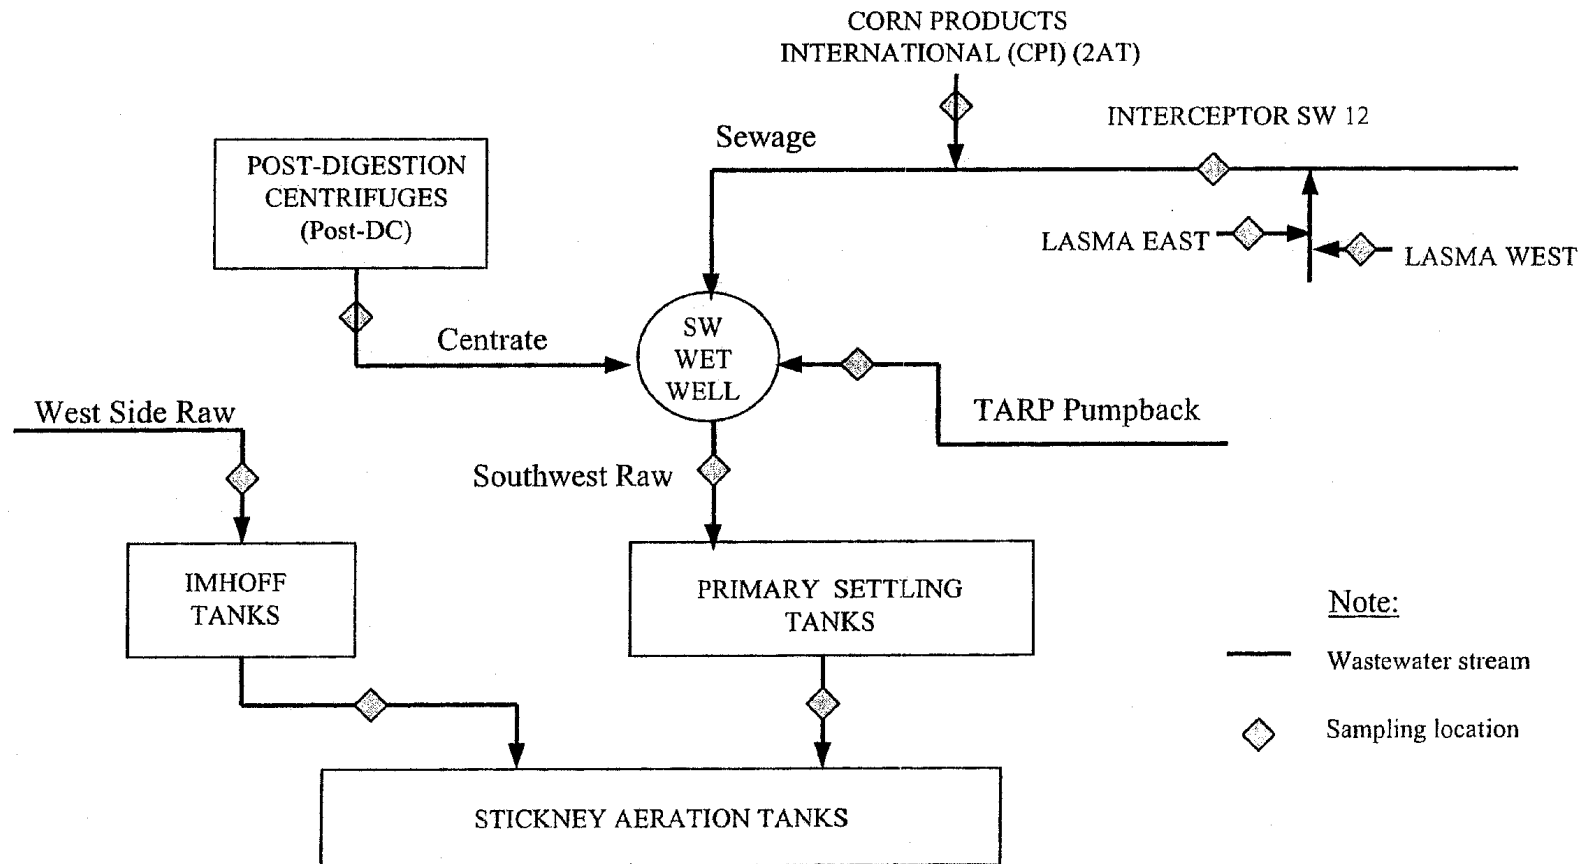 CORN PRODUCTS
INTERNATIONAL (CPI) (2AT)
INTERCEPTOR SW 12
Sewage
POST-DIGESTION
CENTRIFUGES
(Post-DC)
LASMA EAST
LASMA WEST
SW
WET
WELL
Centrate
West Side Raw
TARP Pumpback
Southwest Raw
IMHOFF
TANKS
PRIMARY SETTLING
TANKS
Note:
Wastewater stream
Sampling location
STICKNEY AERATION TANKS